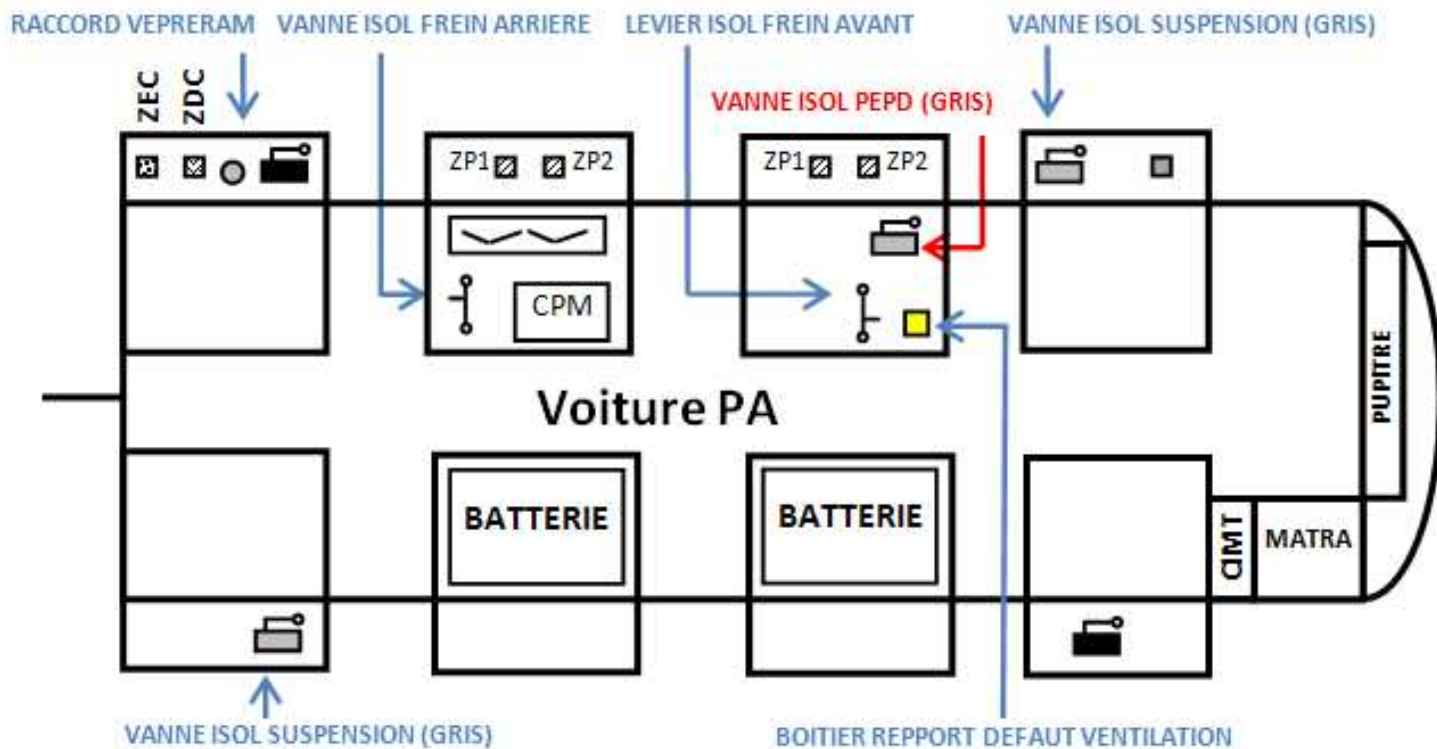 RACCORD VEPRERAM
VANNE ISOL FREIN ARRIERE
LEVIER ISOL FREIN AVANT
VANNE ISOL SUSPENSION (GRIS)
ZEC
ZDC
VANNE ISOL PEPD (GRIS)
ZP1
ZP2
ZP1
ZP2
CPM
Voiture PA
PUPITRE
BATTERIE
BATTERIE
CIMT
MATRA
VANNE ISOL SUSPENSION (GRIS)
BOITIER REPPORT DEFAUT VENTILATION